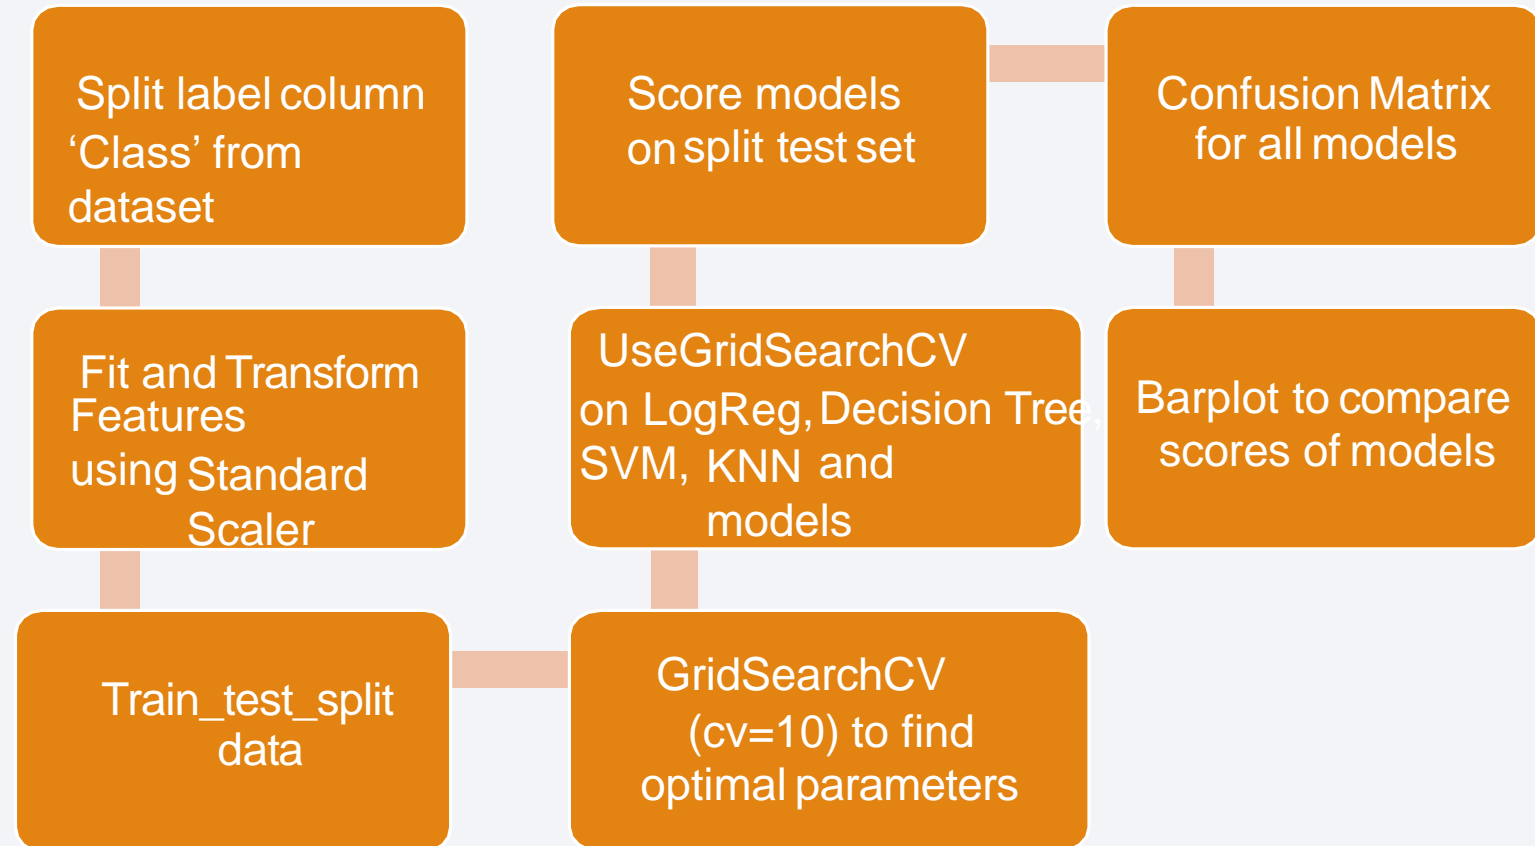 Split label column
‘Class’ from
dataset
Fit and Transform
Features
using Standard
Scaler
Train_test_split
data
GridSearchCV
(cv=10) to find
optimal parameters
UseGridSearchCV
on LogReg, Decision Tree,
SVM, KNN and
models
Score models
on split test set
Confusion Matrix
for all models
Barplot to compare
scores of models